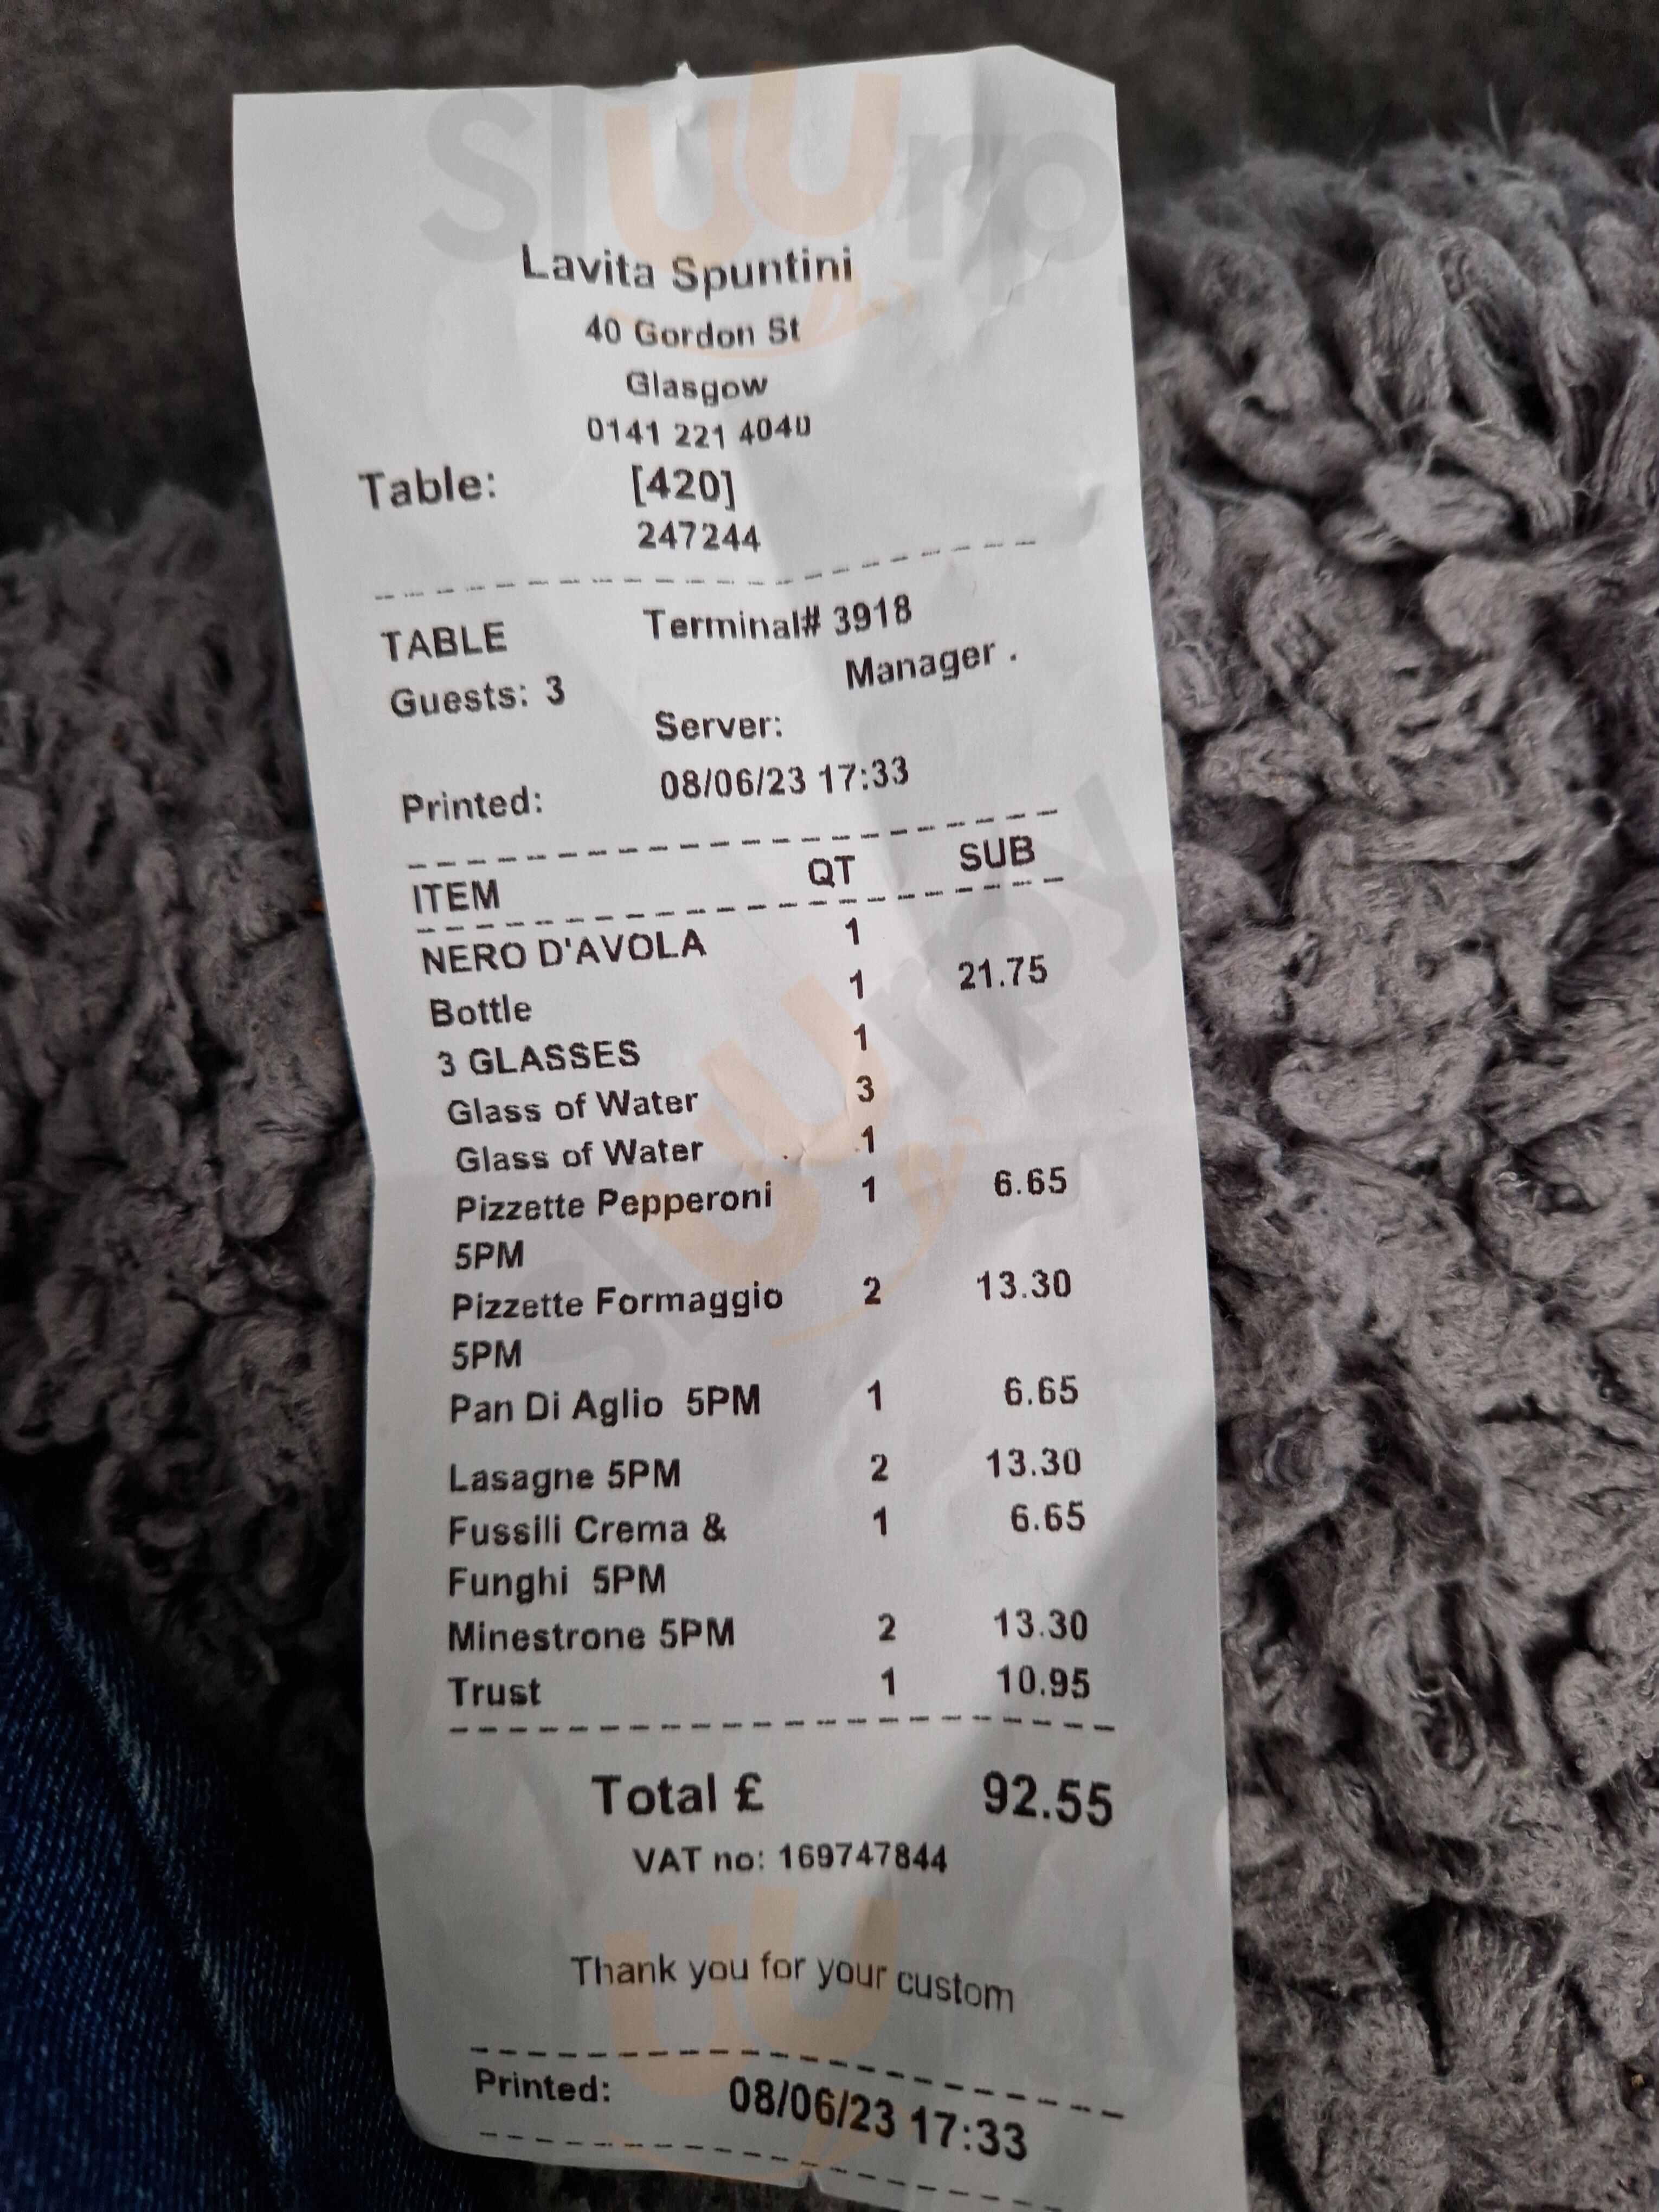 Sluurpy
Lavita Spuntini
40 Gordon St
Glasgow
0141 221 4040
Table: [420]
247244
TABLE Terminal# 3918
Guests: 3 Manager .
Server:
Printed: 08/06/23 17:33
ITEM QT SUB
NERO D'AVOLA 1
Bottle 1 21.75
3 GLASSES 1
Glass of Water 3
Glass of Water 1
Pizzette Pepperoni 1 6.65
5PM
Pizzette Formaggio 2 13.30
5PM
Pan Di Aglio 5PM 1 6.65
Lasagne 5PM 2 13.30
Fussili Crema & 1 6.65
Funghi 5PM
Minestrone 5PM 2 13.30
Trust 1 10.95
Total £ 92.55
VAT no: 169747844
Thank you for your custom
Printed: 08/06/23 17:33